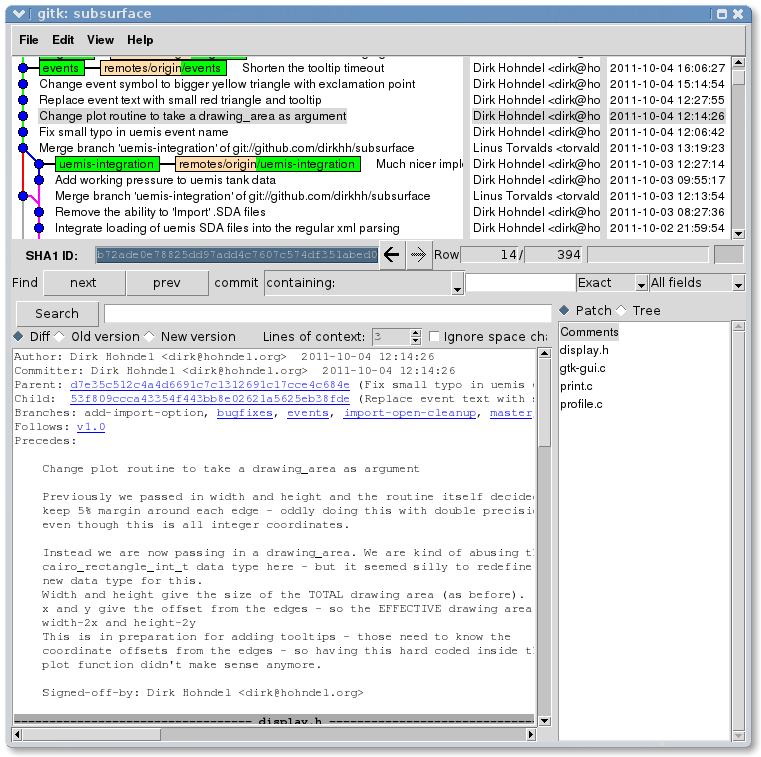 gitk: subsurface
File Edit View Help
events remotes/origin/events Shorten the tooltip timeout Dirk Hohndel <dirk@ho 2011-10-04 16:06:27
Change event symbol to bigger yellow triangle with exclamation point Dirk Hohndel <dirk@ho 2011-10-04 15:14:54
Replace event text with small red triangle and tooltip Dirk Hohndel <dirk@ho 2011-10-04 12:27:55
Change plot routine to take a drawing_area as argument Dirk Hohndel <dirk@ho 2011-10-04 12:14:26
Fix small typo in uemis event name Dirk Hohndel <dirk@ho 2011-10-04 12:06:42
Merge branch 'uemis-integration' of git://github.com/dirkhh/subsurface Linus Torvalds <torvald 2011-10-03 13:19:23
uemis-integration remotes/origin/uemis-integration Much nicer imple Dirk Hohndel <dirk@ho 2011-10-03 12:27:14
Add working pressure to uemis tank data Dirk Hohndel <dirk@ho 2011-10-03 09:55:17
Merge branch 'uemis-integration' of git://github.com/dirkhh/subsurface Linus Torvalds <torvald 2011-10-03 12:13:54
Remove the ability to 'Import' .SDA files Dirk Hohndel <dirk@ho 2011-10-03 08:27:36
Integrate loading of uemis SDA files into the regular xml parsing Dirk Hohndel <dirk@ho 2011-10-02 21:59:54
SHA1 ID: b72ade0e78825dd97add4c7607c574df351abed0 Row 14/ 394
Find next prev commit containing: Exact All fields
Search
Patch Tree
Diff Old version New version Lines of context: 3 Ignore space cha
Comments
display.h
gtk-gui.c
print.c
profile.c
Author: Dirk Hohndel <dirk@hohndel.org> 2011-10-04 12:14:26
Committer: Dirk Hohndel <dirk@hohndel.org> 2011-10-04 12:14:26
Parent: d7e35c512c4a4d6691c7c1312691c17cce4c684e (Fix small typo in uemis
Child: 53f809ccca43354f443bb8e02621a5625eb38fde (Replace event text with
Branches: add-import-option, bugfixes, events, import-open-cleanup, master
Follows: v1.0
Precedes:
Change plot routine to take a drawing_area as argument
Previously we passed in width and height and the routine itself decide
keep 5% margin around each edge - oddly doing this with double precisi
even though this is all integer coordinates.
Instead we are now passing in a drawing_area. We are kind of abusing t
cairo_rectangle_int_t data type here - but it seemed silly to redefine
new data type for this.
Width and height give the size of the TOTAL drawing area (as before).
x and y give the offset from the edges - so the EFFECTIVE drawing area
width-2x and height-2y
This is in preparation for adding tooltips - those need to know the
coordinate offsets from the edges - so having this hard coded inside t
plot function didn't make sense anymore.
Signed-off-by: Dirk Hohndel <dirk@hohndel.org>
display.h